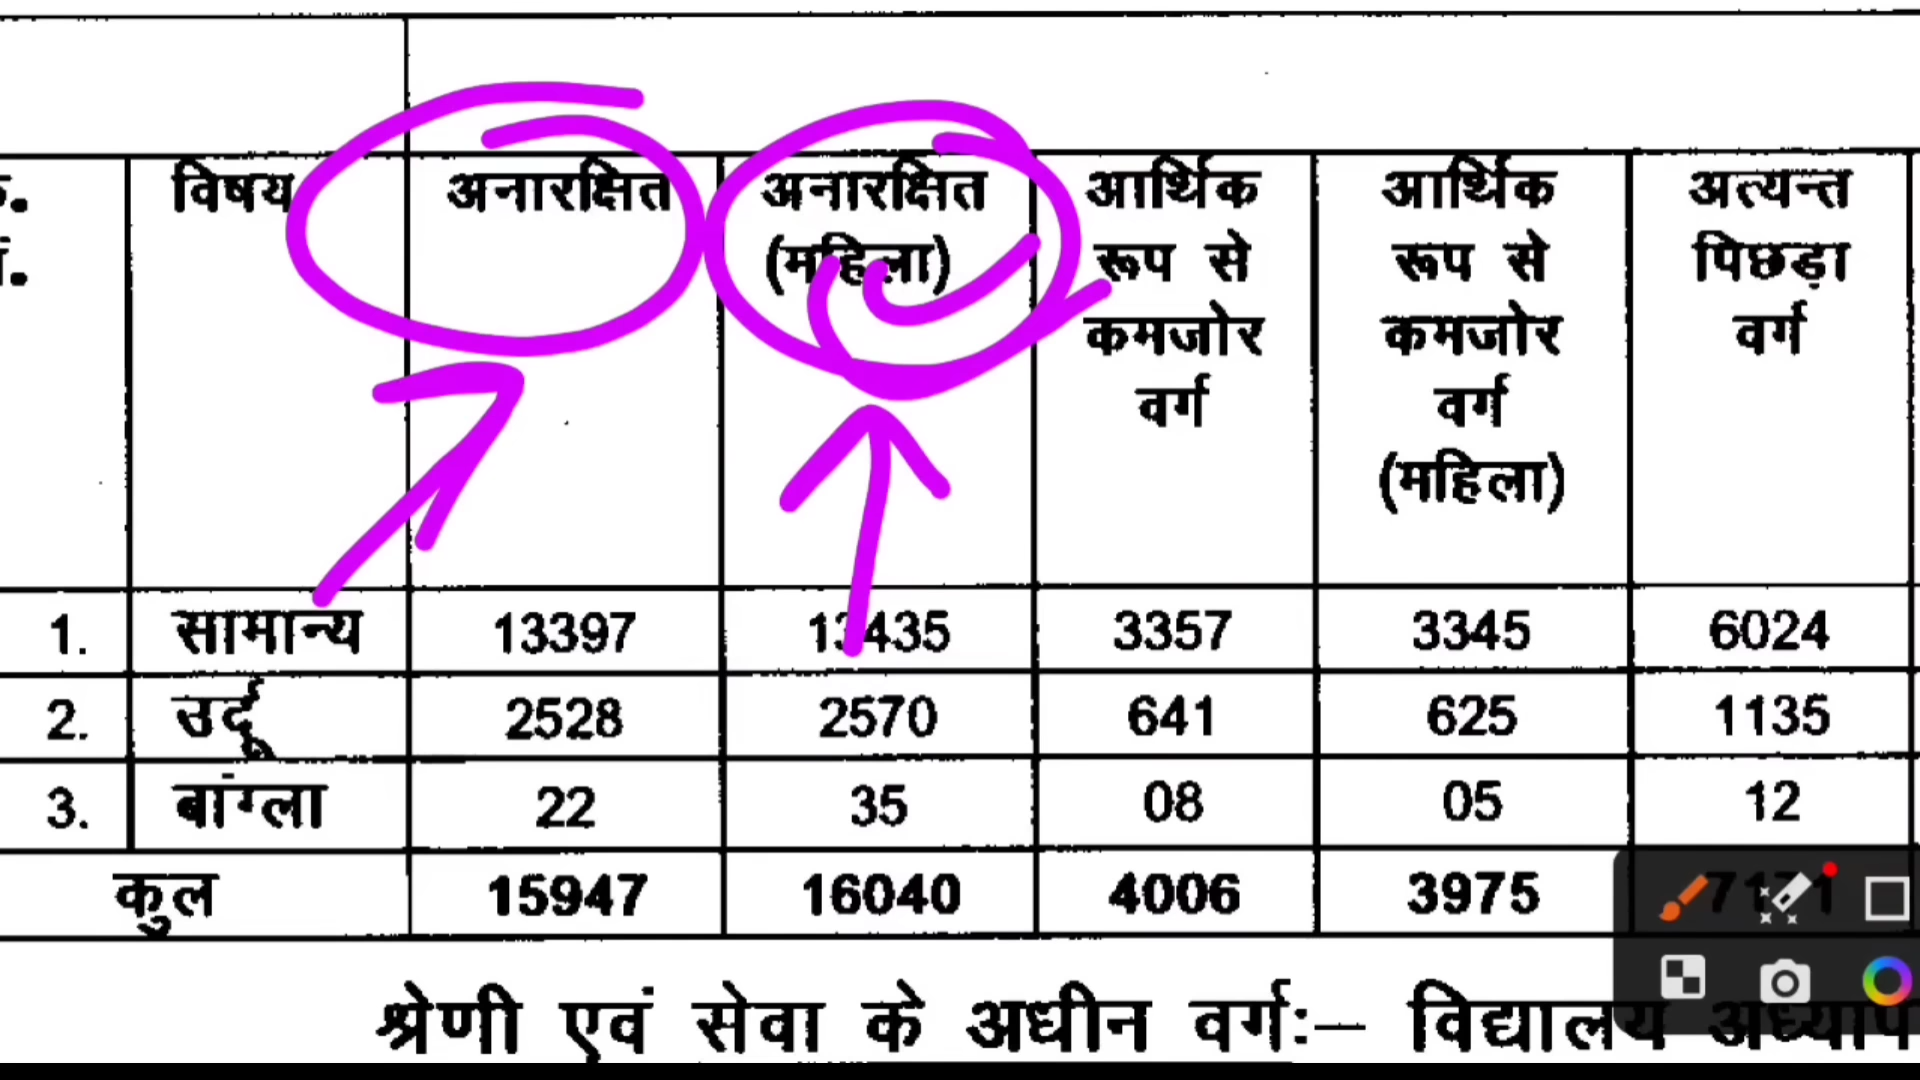 विषय अनारक्षित अनारक्षित आर्थिक आर्थिक अत्यन्त
(महिला) रूप से रूप से पिछड़ा
कमजोर कमजोर वर्ग
वर्ग वर्ग
(महिला)
1. सामान्य 13397 13435 3357 3345 6024
2. उर्दू 2528 2570 641 625 1135
3. बांग्ला 22 35 08 05 12
कुल 15947 16040 4006 3975 7171
श्रेणी एवं सेवा के अधीन वर्ग:— विद्यालय